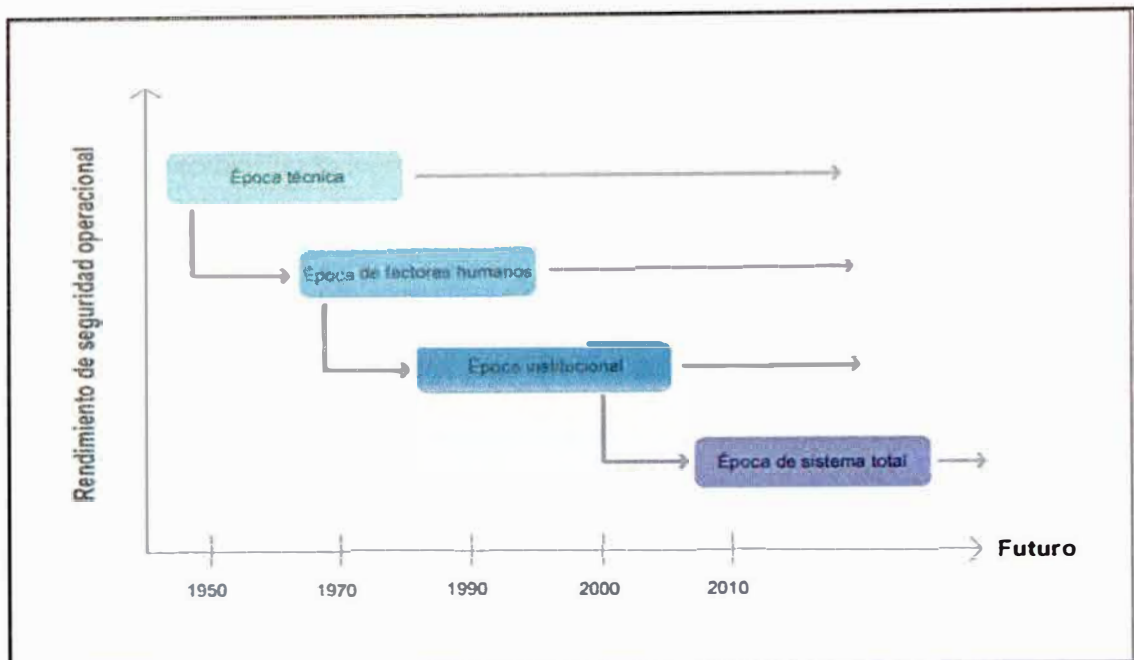 Rendimiento de seguridad operacional
Época técnica
Época de factores humanos
Época institucional
Época de sistema total
Futuro
1950
1970
1990
2000
2010